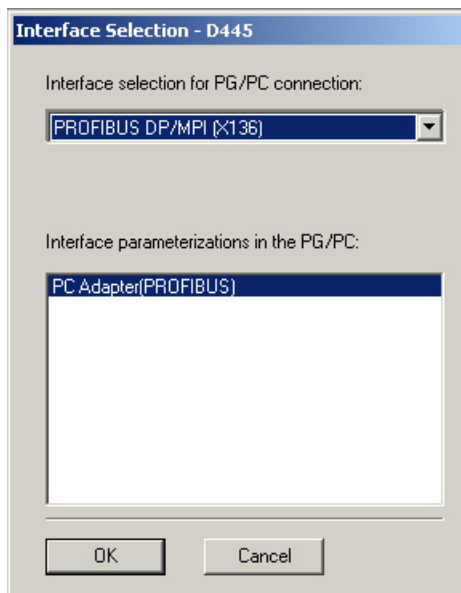 Interface Selection - D445
Interface selection for PG/PC connection:
PROFIBUS DP/MPI (X136)
Interface parameterizations in the PG/PC:
PC Adapter(PROFIBUS)
OK
Cancel